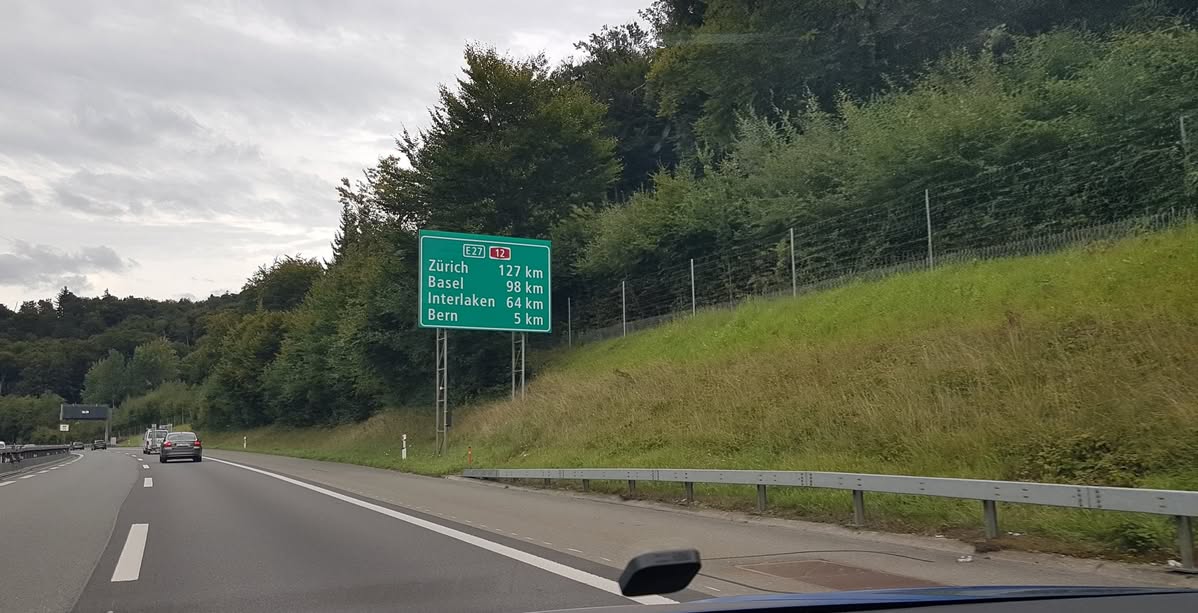 E27 12
Zürich 127 km
Basel 98 km
Interlaken 64 km
Bern 5 km